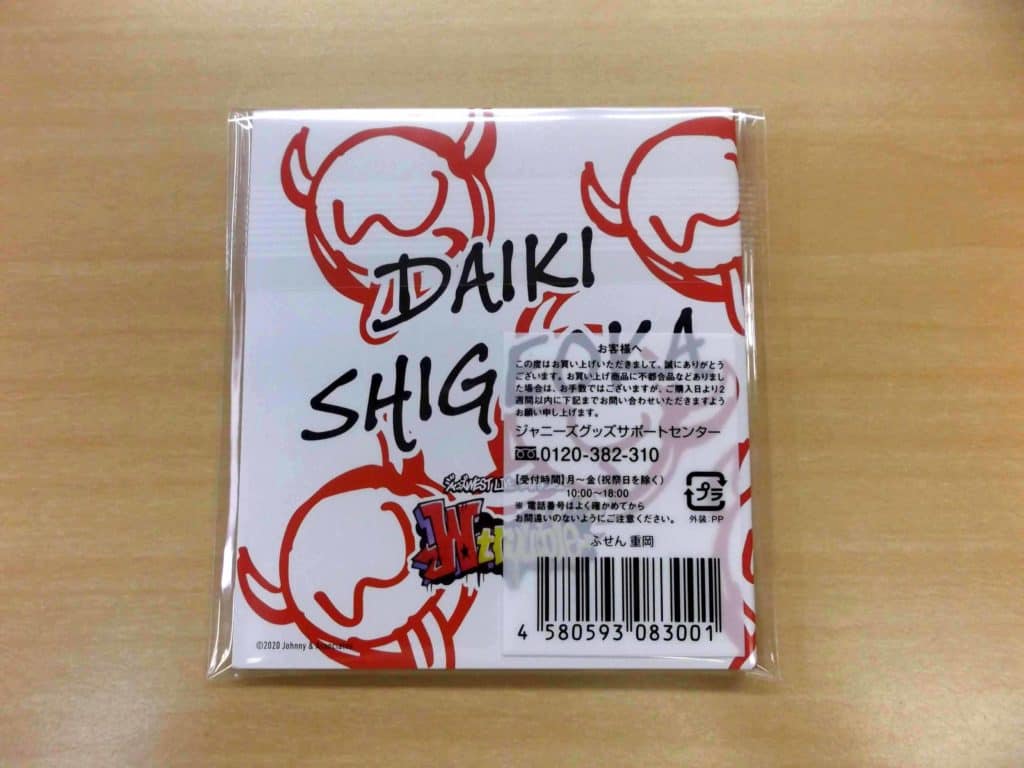 DAIKI
SHIGEOKA
お客様へ
この度はお買い上げいただきまして、誠にありがとう
ございます。お買い上げ商品に不都合品などありまし
た場合は、お手数ではございますが、ご購入日より2
週間以内に下記までお問い合わせいただきますよう
お願い申し上げます。
ジャニーズグッズサポートセンター
0120-382-310
【受付時間】月～金(祝祭日を除く)
10:00～18:00
※ 電話番号はよく確かめてから
お間違いのないようにご注意ください。
プラ
外装:PP
ふせん 重岡
4 580593 083001
©2020 Johnny & Associates